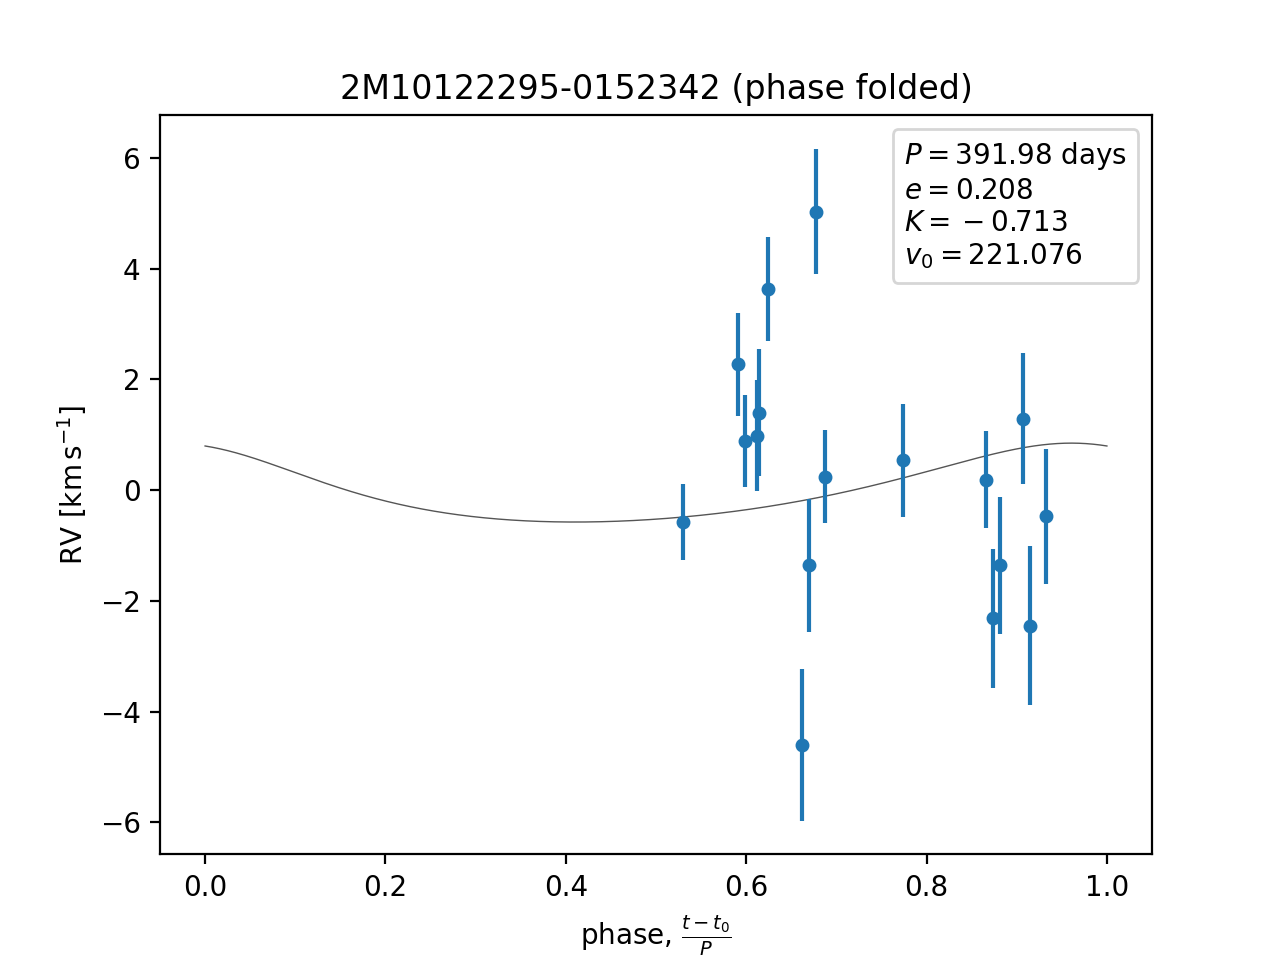 2M10122295-0152342 (phase folded)
P = 391.98 days
e = 0.208
K = −0.713
v₀ = 221.076
RV [km s⁻¹]
6
4
2
0
−2
−4
−6
0.0 0.2 0.4 0.6 0.8 1.0
phase, (t − t₀)/P